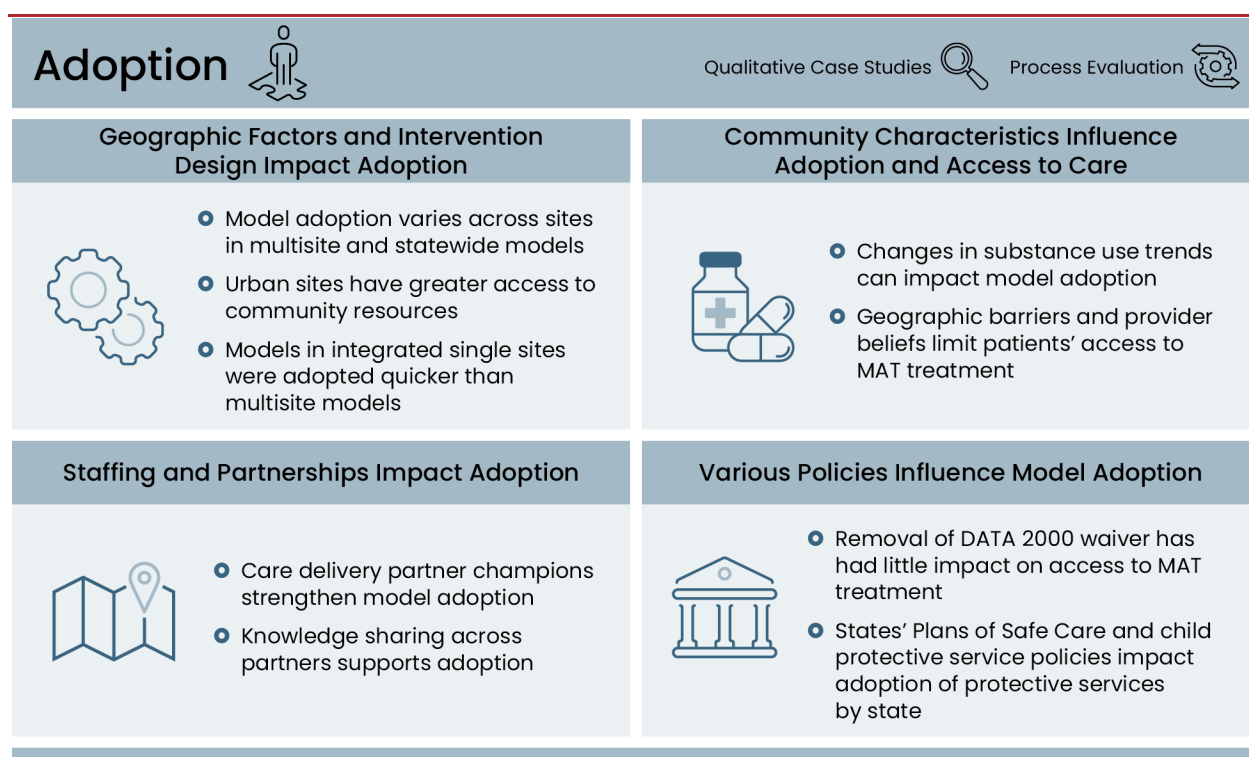 Adoption
Qualitative Case Studies
Process Evaluation
Geographic Factors and Intervention
Design Impact Adoption
Model adoption varies across sites
in multisite and statewide models
Urban sites have greater access to
community resources
Models in integrated single sites
were adopted quicker than
multisite models
Community Characteristics Influence
Adoption and Access to Care
Changes in substance use trends
can impact model adoption
Geographic barriers and provider
beliefs limit patients’ access to
MAT treatment
Staffing and Partnerships Impact Adoption
Care delivery partner champions
strengthen model adoption
Knowledge sharing across
partners supports adoption
Various Policies Influence Model Adoption
Removal of DATA 2000 waiver has
had little impact on access to MAT
treatment
States’ Plans of Safe Care and child
protective service policies impact
adoption of protective services
by state